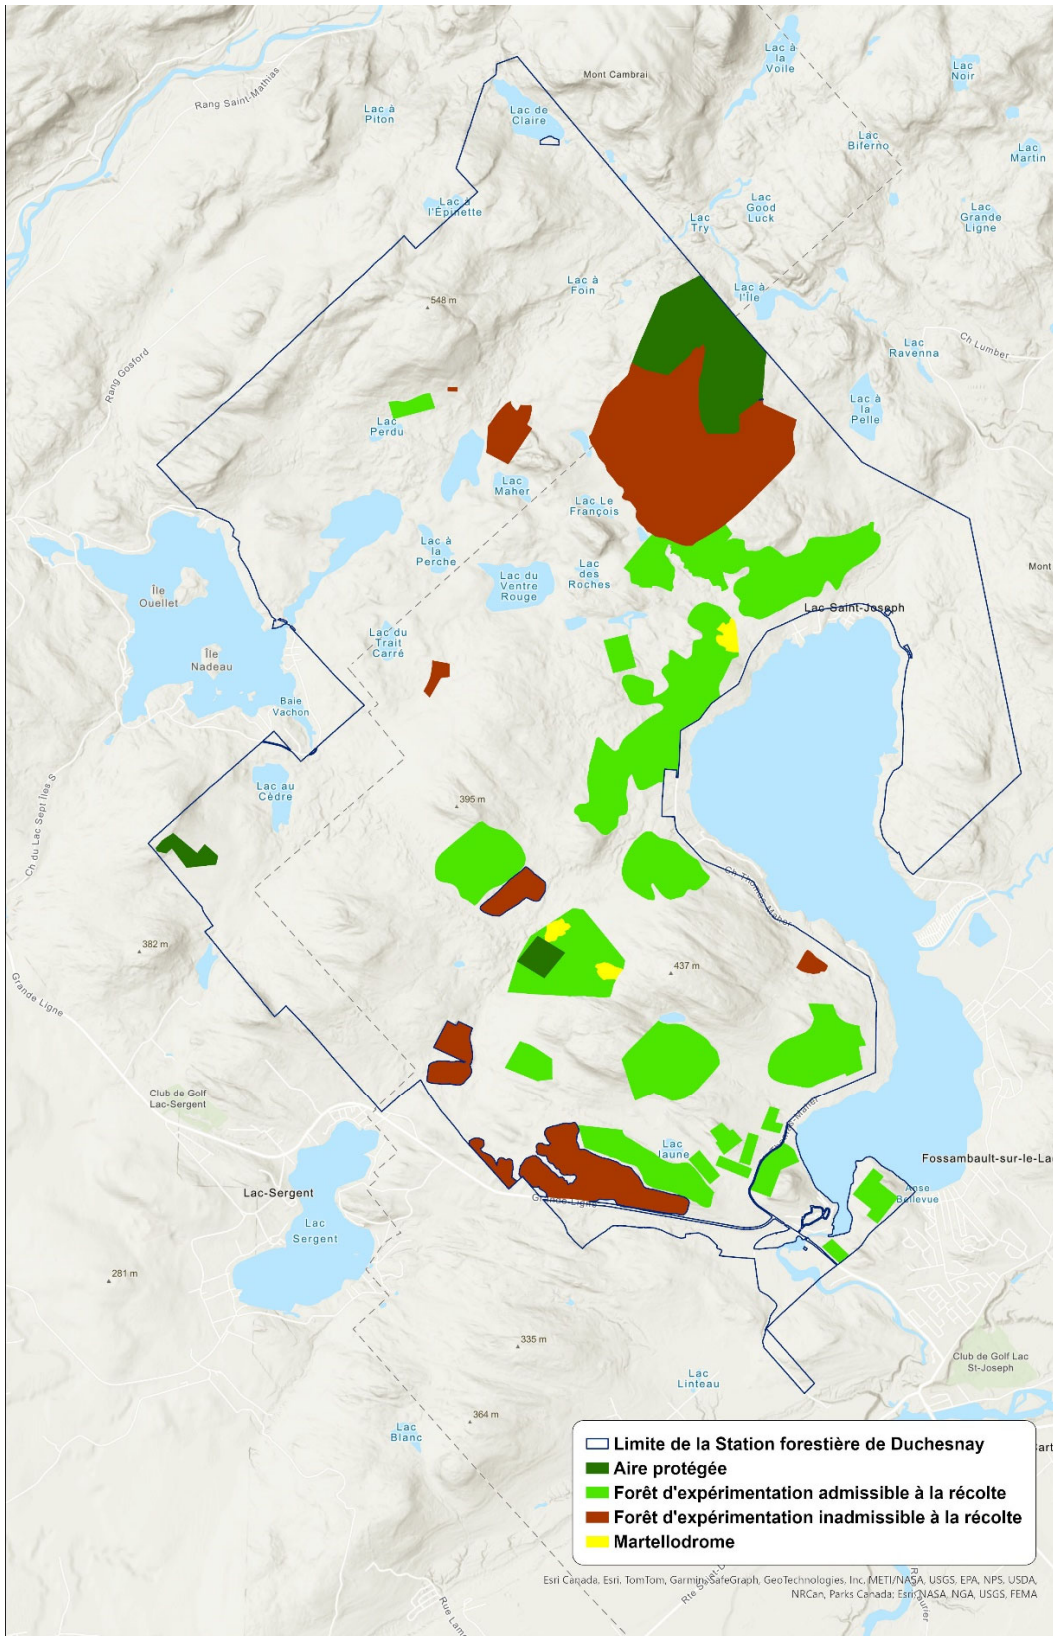 Lac à
la
Voile
Mont Cambrai
Lac
Noir
Rang Saint-Mathias
Lac à
Piton
Lac de
Claire
Lac
Biferno
Lac
Martin
Lac à
l'Épinette
Lac
Good
Luck
Lac
Try
Lac
Grande
Ligne
Lac à
Foin
Lac à
l'Île
548 m
Ch Lumber
Lac
Ravenna
Rang Gosford
Lac à
la
Pelle
Lac
Perdu
Lac
Maher
Lac Le
François
Lac à
la
Perche
Lac
des
Roches
Lac du
Ventre
Rouge
Mont
Île
Ouellet
Lac Saint-Joseph
Lac du
Trait
Carré
Île
Nadeau
Baie
Vachon
Ch du Lac Sept Îles S
Lac au
Cèdre
395 m
Ch Thomas-Maher
382 m
437 m
Grande Ligne
Club de Golf
Lac-Sergent
Lac
Jaune
Fossambault-sur-le-Lac
Anse
Bellevue
Lac-Sergent
Grande Ligne
Lac
Sergent
281 m
335 m
Club de Golf Lac
St-Joseph
Lac
Linteau
364 m
Lac
Blanc
Limite de la Station forestière de Duchesnay
Aire protégée
Forêt d'expérimentation admissible à la récolte
Forêt d'expérimentation inadmissible à la récolte
Martellodrome
Esri Canada, Esri, TomTom, Garmin, SafeGraph, GeoTechnologies, Inc, METI/NASA, USGS, EPA, NPS, USDA,
NRCan, Parks Canada; Esri, NASA, NGA, USGS, FEMA